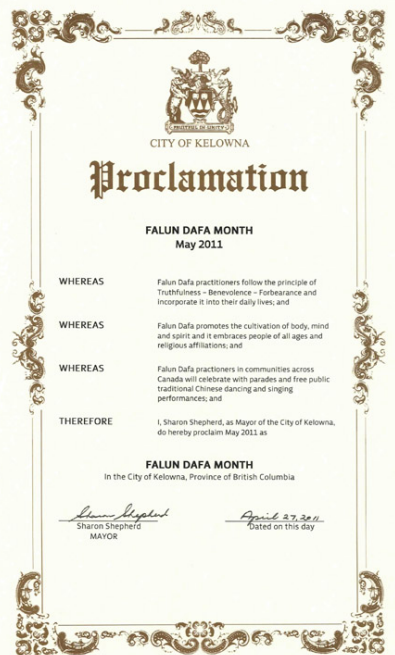 FRUITFUL IN UNITY
CITY OF KELOWNA
Proclamation
FALUN DAFA MONTH
May 2011
WHEREAS
Falun Dafa practitioners follow the principle of
Truthfulness – Benevolence – Forbearance and
Incorporate it into their daily lives; and
WHEREAS
Falun Dafa promotes the cultivation of body, mind
and spirit and it embraces people of all ages and
religious affiliations; and
WHEREAS
Falun Dafa practioners in communities across
Canada will celebrate with parades and free public
traditional Chinese dancing and singing
performances; and
THEREFORE
I, Sharon Shepherd, as Mayor of the City of Kelowna,
do hereby proclaim May 2011 as
FALUN DAFA MONTH
In the City of Kelowna, Province of British Columbia
Sharon Shepherd
April 27, 2011
Sharon Shepherd
Dated on this day
MAYOR